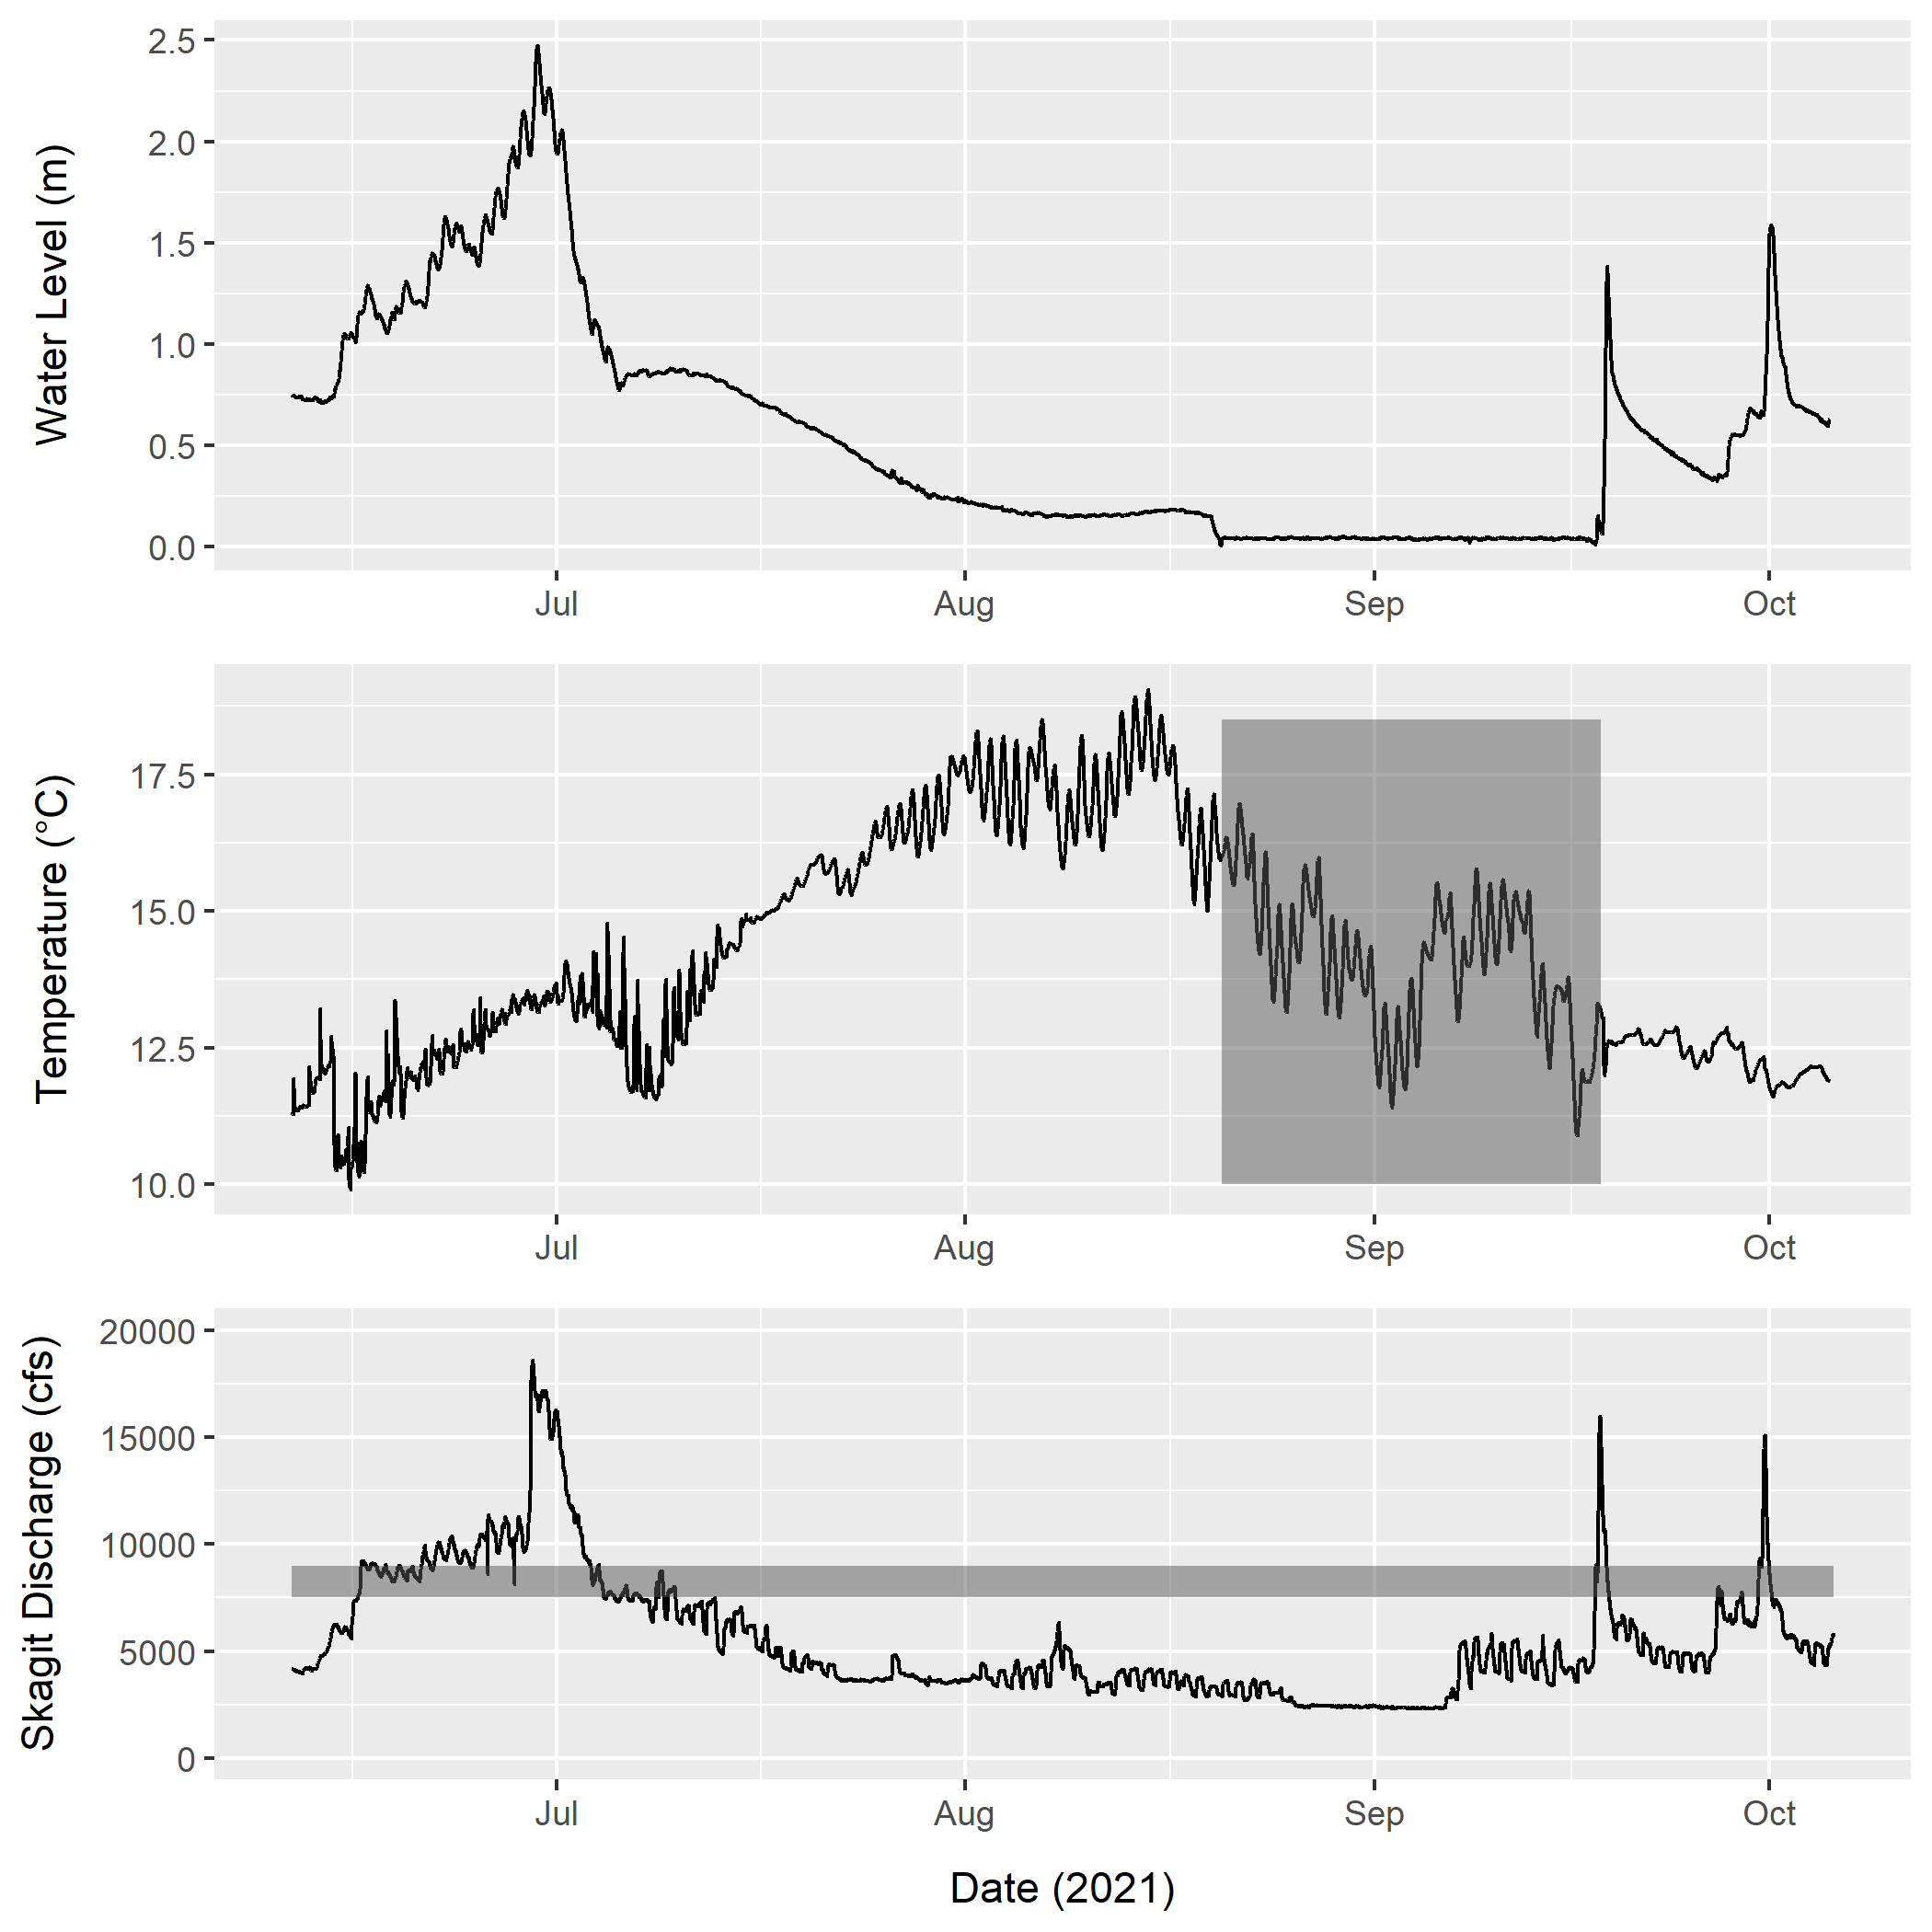 Water Level (m)
2.5
2.0
1.5
1.0
0.5
0.0
Jul Aug Sep Oct
Temperature (°C)
17.5
15.0
12.5
10.0
Jul Aug Sep Oct
Skagit Discharge (cfs)
20000
15000
10000
5000
0
Jul Aug Sep Oct
Date (2021)